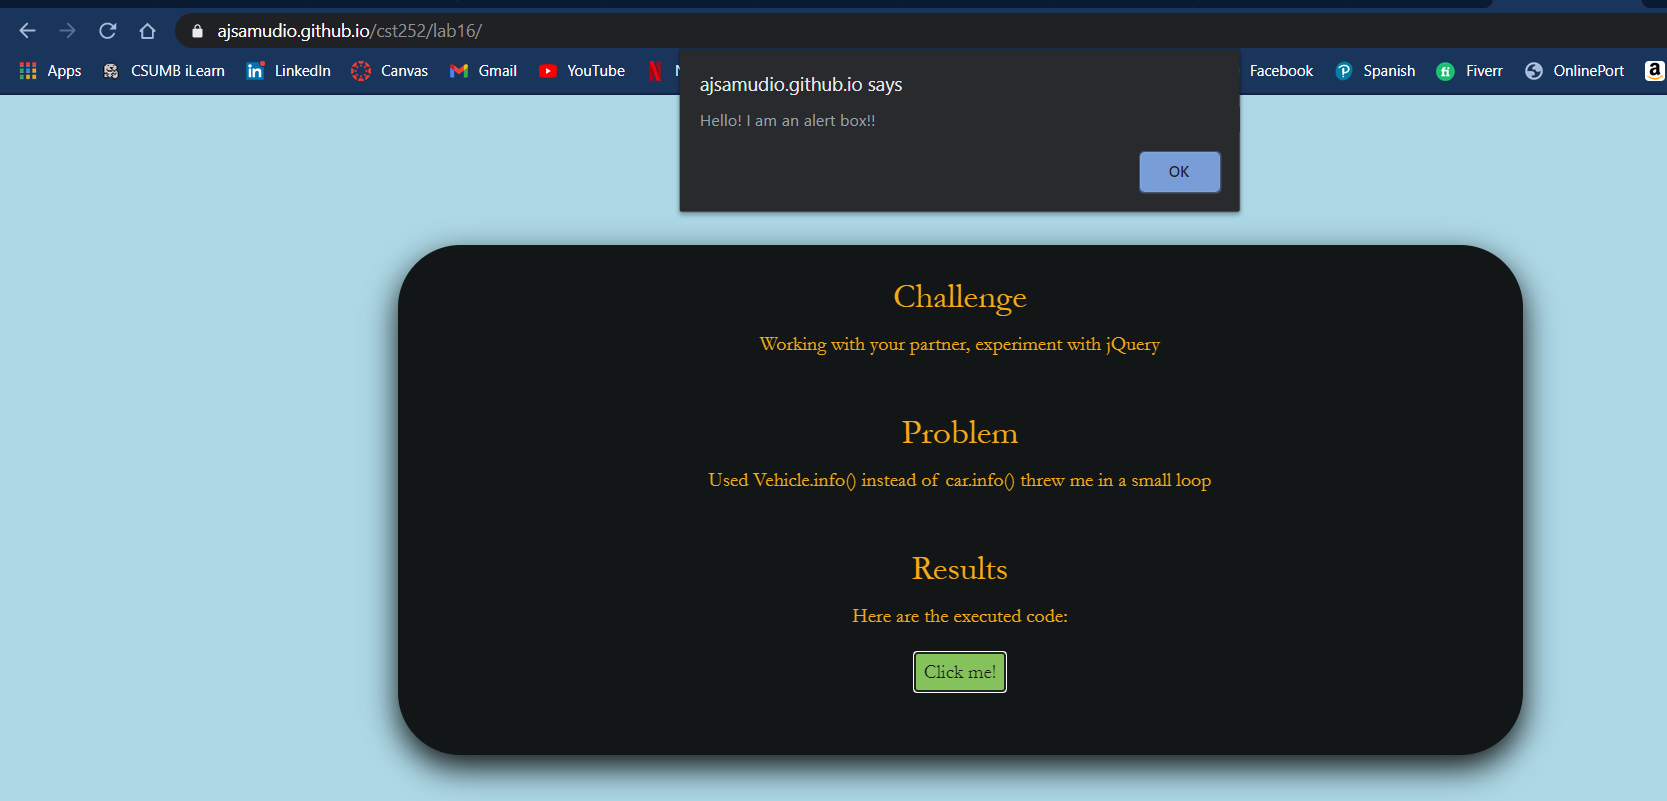 ajsamudio.github.io/cst252/lab16/
Apps CSUMB iLearn LinkedIn Canvas Gmail YouTube Facebook Spanish Fiverr OnlinePort
ajsamudio.github.io says
Hello! I am an alert box!!
OK
Challenge
Working with your partner, experiment with jQuery
Problem
Used Vehicle.info() instead of car.info() threw me in a small loop
Results
Here are the executed code:
Click me!